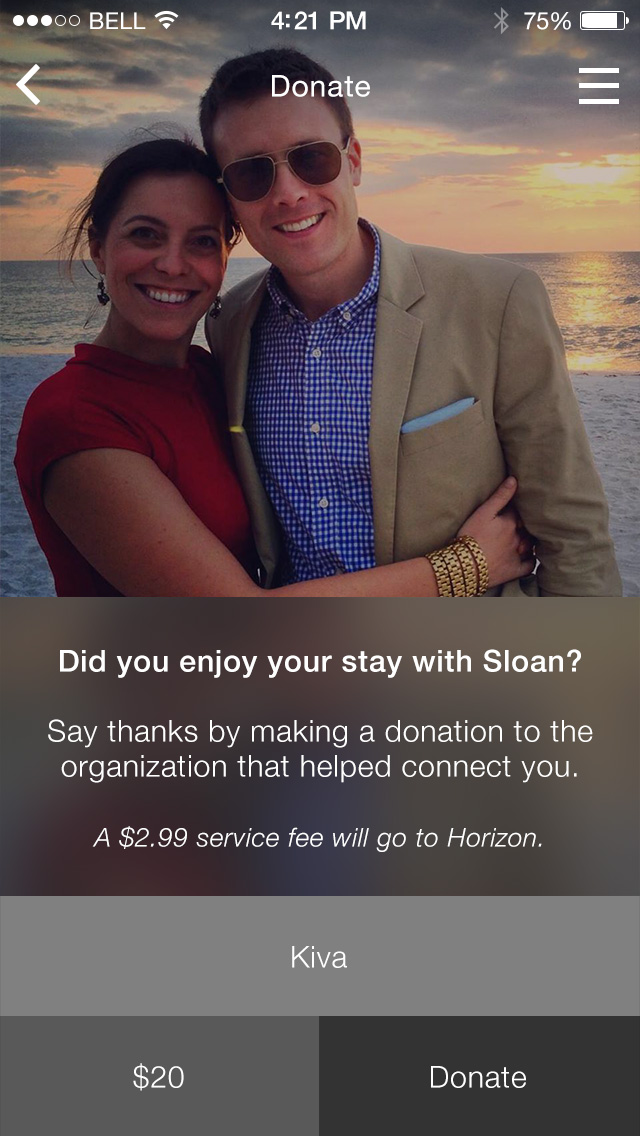 BELL 4:21 PM 75%
Donate
Did you enjoy your stay with Sloan?
Say thanks by making a donation to the
organization that helped connect you.
A $2.99 service fee will go to Horizon.
Kiva
$20 Donate